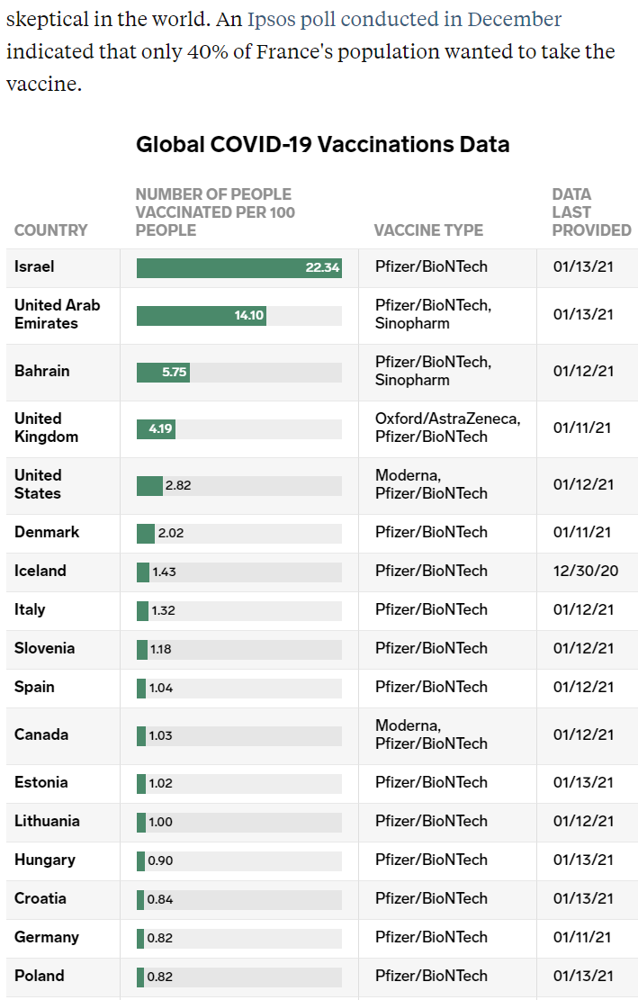 skeptical in the world. An Ipsos poll conducted in December
indicated that only 40% of France's population wanted to take the
vaccine.
Global COVID-19 Vaccinations Data
COUNTRY
NUMBER OF PEOPLE
VACCINATED PER 100
PEOPLE
VACCINE TYPE
DATA
LAST
PROVIDED
Israel
22.34
Pfizer/BioNTech
01/13/21
United Arab
Emirates
14.10
Pfizer/BioNTech,
Sinopharm
01/13/21
Bahrain
5.75
Pfizer/BioNTech,
Sinopharm
01/12/21
United
Kingdom
4.19
Oxford/AstraZeneca,
Pfizer/BioNTech
01/11/21
United
States
2.82
Moderna,
Pfizer/BioNTech
01/12/21
Denmark
2.02
Pfizer/BioNTech
01/11/21
Iceland
1.43
Pfizer/BioNTech
12/30/20
Italy
1.32
Pfizer/BioNTech
01/12/21
Slovenia
1.18
Pfizer/BioNTech
01/12/21
Spain
1.04
Pfizer/BioNTech
01/12/21
Canada
1.03
Moderna,
Pfizer/BioNTech
01/12/21
Estonia
1.02
Pfizer/BioNTech
01/13/21
Lithuania
1.00
Pfizer/BioNTech
01/12/21
Hungary
0.90
Pfizer/BioNTech
01/13/21
Croatia
0.84
Pfizer/BioNTech
01/13/21
Germany
0.82
Pfizer/BioNTech
01/11/21
Poland
0.82
Pfizer/BioNTech
01/13/21